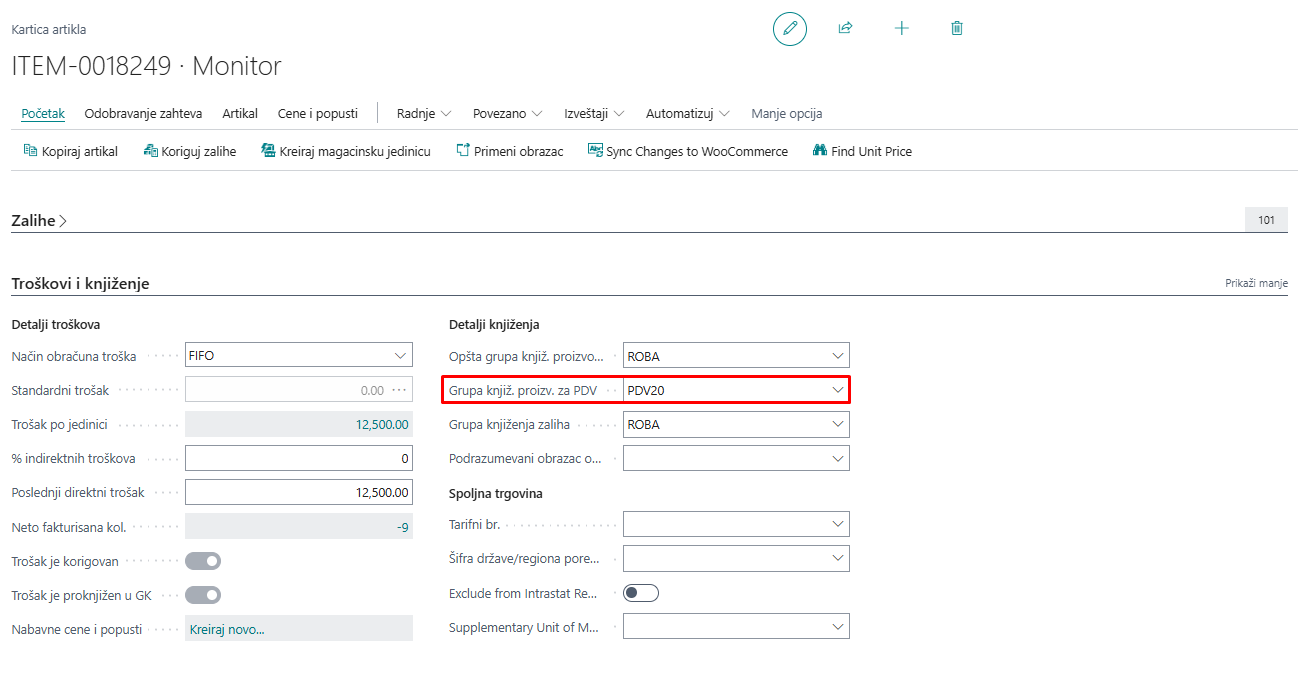 Kartica artikla
ITEM-0018249 · Monitor
Početak Odobravanje zahteva Artikal Cene i popusti Radnje Povezano Izveštaji Automatizuj Manje opcija
Kopiraj artikal Koriguj zalihe Kreiraj magacinsku jedinicu Primeni obrazac Sync Changes to WooCommerce Find Unit Price
Zalihe 101
Troškovi i knjiženje Prikaži manje
Detalji troškova
Način obračuna troška FIFO
Standardni trošak 0.00
Trošak po jedinici 12,500.00
% indirektnih troškova 0
Poslednji direktni trošak 12,500.00
Neto fakturisana kol. -9
Trošak je korigovan
Trošak je proknjižen u GK
Nabavne cene i popusti Kreiraj novo...
Detalji knjiženja
Opšta grupa knjiž. proizvo... ROBA
Grupa knjiž. proizv. za PDV PDV20
Grupa knjiženja zaliha ROBA
Podrazumevani obrazac o...
Spoljna trgovina
Tarifni br.
Šifra države/regiona pore...
Exclude from Intrastat Re...
Supplementary Unit of M...